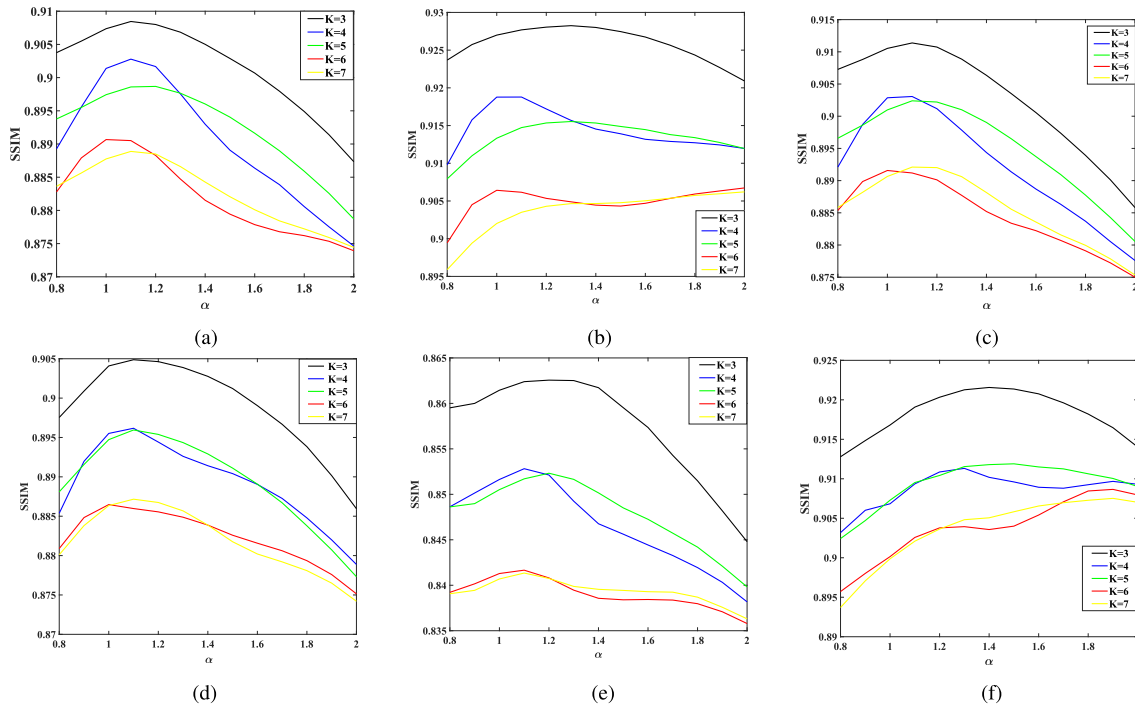 0.91
0.905
0.9
0.895
0.89
0.885
0.88
0.875
0.87
SSIM
K=3
K=4
K=5
K=6
K=7
0.8 1 1.2 1.4 1.6 1.8 2
α
(a)
0.93
0.925
0.92
0.915
0.91
0.905
0.9
0.895
SSIM
K=3
K=4
K=5
K=6
K=7
0.8 1 1.2 1.4 1.6 1.8 2
α
(b)
0.915
0.91
0.905
0.9
0.895
0.89
0.885
0.88
0.875
SSIM
K=3
K=4
K=5
K=6
K=7
0.8 1 1.2 1.4 1.6 1.8 2
α
(c)
0.905
0.9
0.895
0.89
0.885
0.88
0.875
0.87
SSIM
K=3
K=4
K=5
K=6
K=7
0.8 1 1.2 1.4 1.6 1.8 2
α
(d)
0.865
0.86
0.855
0.85
0.845
0.84
0.835
SSIM
K=3
K=4
K=5
K=6
K=7
0.8 1 1.2 1.4 1.6 1.8 2
α
(e)
0.925
0.92
0.915
0.91
0.905
0.9
0.895
0.89
SSIM
K=3
K=4
K=5
K=6
K=7
0.8 1 1.2 1.4 1.6 1.8
α
(f)